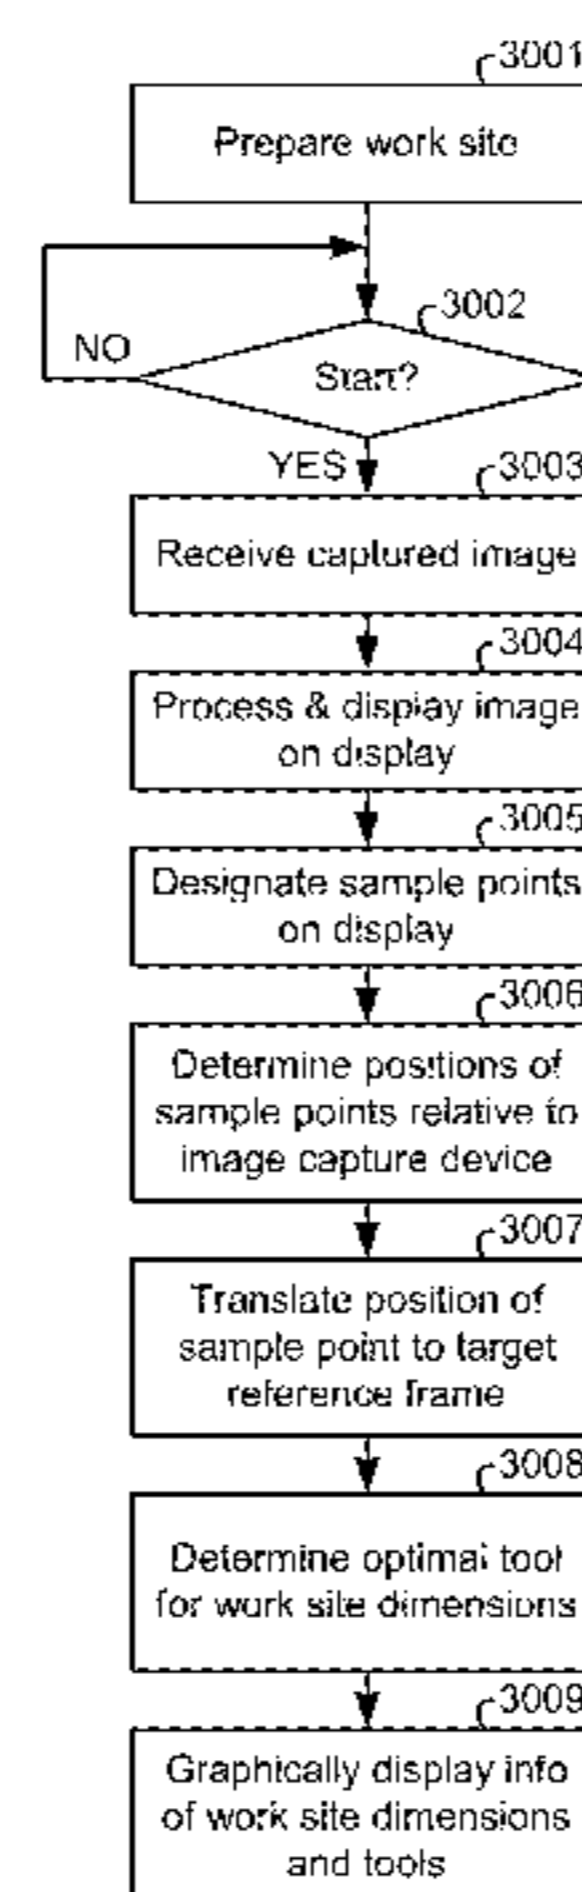 3001
Prepare work site
3002
NO
Start?
YES
3003
Receive captured image
3004
Process & display image
on display
3005
Designate sample points
on display
3006
Determine positions of
sample points relative to
image capture device
3007
Translate position of
sample point to target
reference frame
3008
Determine optimal tool
for work site dimensions
3009
Graphically display info
of work site dimensions
and tools